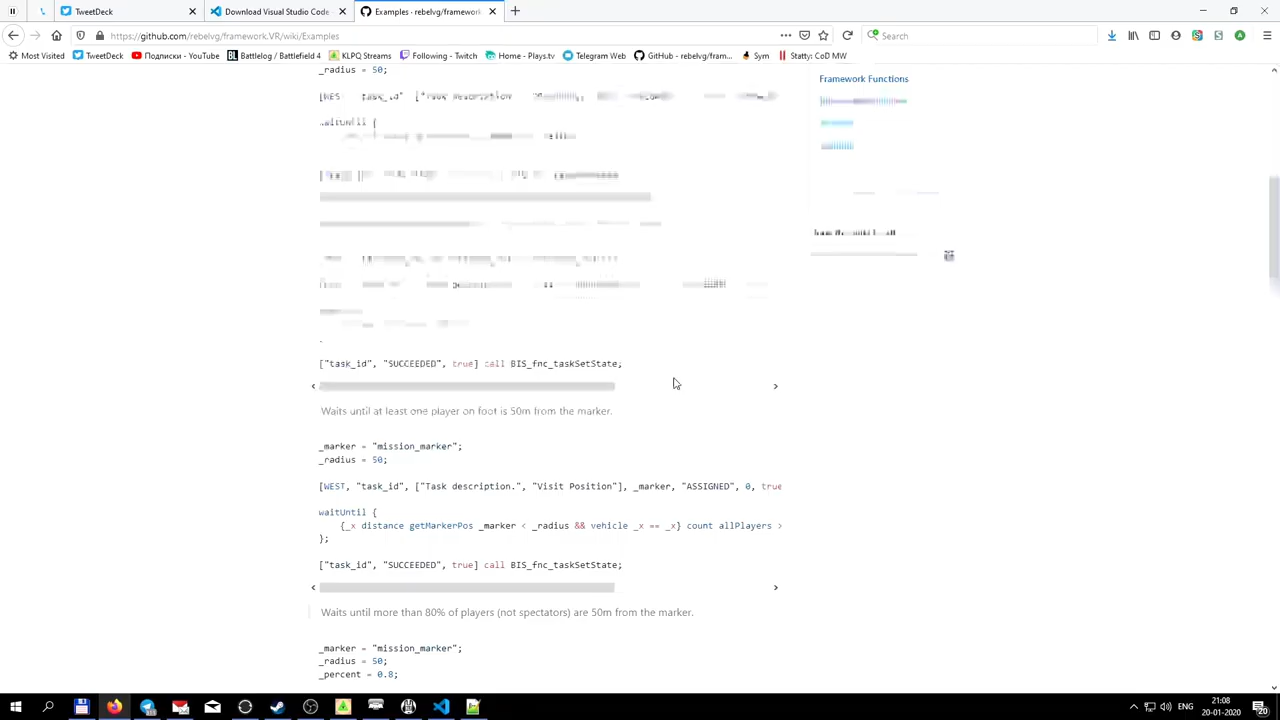 TweetDeck
Download Visual Studio Code
Examples · rebelvg/framework
https://github.com/rebelvg/framework.VR/wiki/Examples
Search
Most Visited
TweetDeck
Подписки - YouTube
Battlelog / Battlefield 4
KLPQ Streams
Following - Twitch
Home - Plays.tv
Telegram Web
GitHub - rebelvg/fram...
Sym
Statty: CoD MW
_radius = 50;
Framework Functions
["task_id", "SUCCEEDED", true] call BIS_fnc_taskSetState;
Waits until at least one player on foot is 50m from the marker.
_marker = "mission_marker";
_radius = 50;
[WEST, "task_id", ["Task description.", "Visit Position"], _marker, "ASSIGNED", 0, true
waitUntil {
{_x distance getMarkerPos _marker < _radius && vehicle _x == _x} count allPlayers >
};
["task_id", "SUCCEEDED", true] call BIS_fnc_taskSetState;
Waits until more than 80% of players (not spectators) are 50m from the marker.
_marker = "mission_marker";
_radius = 50;
_percent = 0.8;
ENG
21:08
20-01-2020